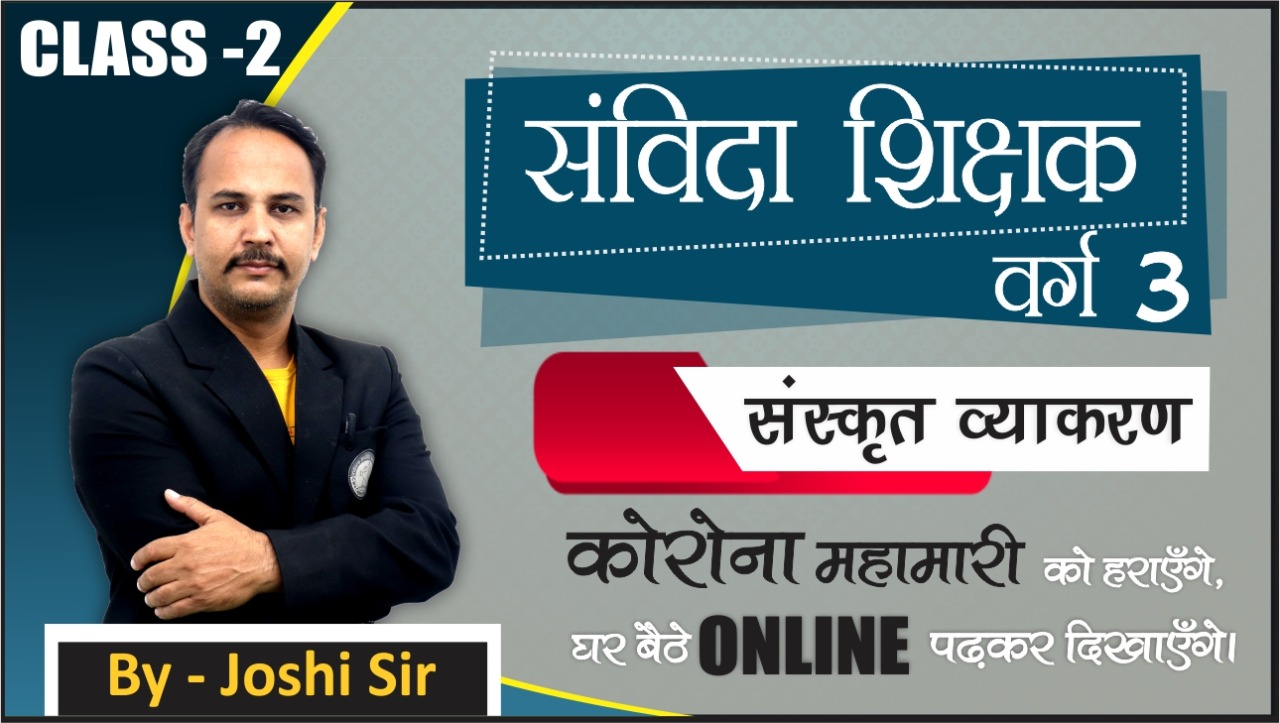 CLASS -2
संविदा शिक्षक
वर्ग 3
संस्कृत व्याकरण
कोरोना महामारी को हराएँगे,
घर बैठे ONLINE पढ़कर दिखाएँगे।
By - Joshi Sir